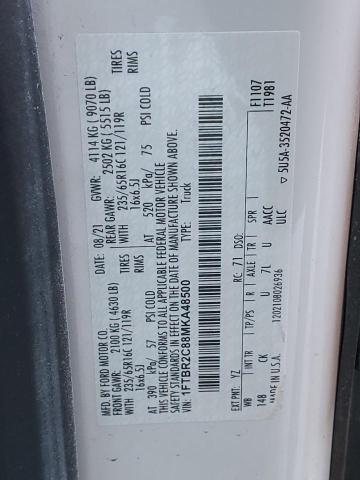 MFD. BY FORD MOTOR CO.
DATE: 08/21 GVWR: 4114 KG ( 9070 LB)
FRONT GAWR: 2100 KG ( 4630 LB) REAR GAWR: 2502 KG ( 5515 LB)
235/65R16C 121/119R TIRES 235/65R16C 121/119R TIRES
16x6.5J RIMS 16x6.5J RIMS
AT 390 kPa/ 57 PSI COLD AT 520 kPa/ 75 PSI COLD
THIS VEHICLE CONFORMS TO ALL APPLICABLE FEDERAL MOTOR VEHICLE
SAFETY STANDARDS IN EFFECT ON THE DATE OF MANUFACTURE SHOWN ABOVE.
VIN: 1FTBR2C88MKA48500
TYPE: Truck
F1107
T1981
EXT PNT: YZ RC: 71 DSO:
WB INT TR TP/PS R AXLE TR SPR
148 CK U 7L U AACC
ULC
MADE IN U.S.A. 1202108026936
▽ 5U5A-3520472-AA